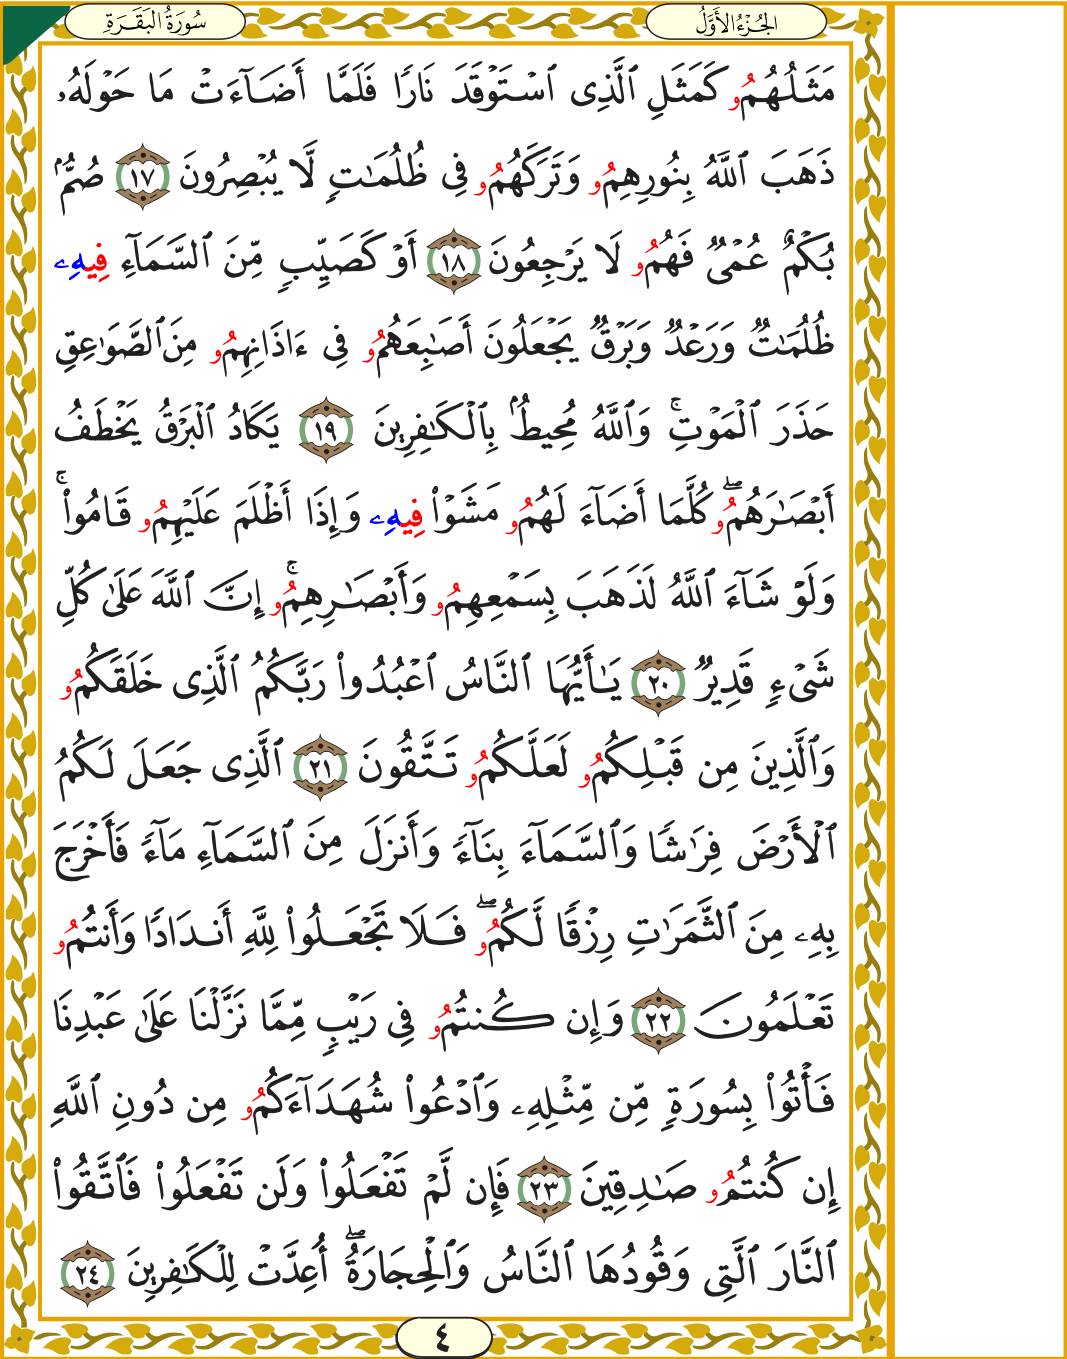 سُورَةُ البَقَرَةِ
الجُزْءُ الأَوَّلُ
مَثَلُهُمُۥ كَمَثَلِ ٱلَّذِى ٱسْتَوْقَدَ نَارًا فَلَمَّا أَضَآءَتْ مَا حَوْلَهُۥ
ذَهَبَ ٱللَّهُ بِنُورِهِمُۥ وَتَرَكَهُمُۥ فِى ظُلُمَٰتٍ لَّا يُبْصِرُونَ ١٧ صُمٌّۢ
بُكْمٌ عُمْىٌ فَهُمُۥ لَا يَرْجِعُونَ ١٨ أَوْ كَصَيِّبٍ مِّنَ ٱلسَّمَآءِ فِيهِۦ
ظُلُمَٰتٌ وَرَعْدٌ وَبَرْقٌ يَجْعَلُونَ أَصَٰبِعَهُمُۥ فِى ءَاذَانِهِمُۥ مِنَ ٱلصَّوَٰعِقِ
حَذَرَ ٱلْمَوْتِۚ وَٱللَّهُ مُحِيطٌۢ بِٱلْكَٰفِرِينَ ١٩ يَكَادُ ٱلْبَرْقُ يَخْطَفُ
أَبْصَٰرَهُمُۥۖ كُلَّمَا أَضَآءَ لَهُمُۥ مَشَوْا۟ فِيهِۦ وَإِذَا أَظْلَمَ عَلَيْهِمُۥ قَامُوا۟ۚ
وَلَوْ شَآءَ ٱللَّهُ لَذَهَبَ بِسَمْعِهِمُۥ وَأَبْصَٰرِهِمُۥۚ إِنَّ ٱللَّهَ عَلَىٰ كُلِّ
شَىْءٍ قَدِيرٌ ٢٠ يَٰأَيُّهَا ٱلنَّاسُ ٱعْبُدُوا۟ رَبَّكُمُ ٱلَّذِى خَلَقَكُمُۥ
وَٱلَّذِينَ مِن قَبْلِكُمُۥ لَعَلَّكُمُۥ تَتَّقُونَ ٢١ ٱلَّذِى جَعَلَ لَكُمُ
ٱلْأَرْضَ فِرَٰشًا وَٱلسَّمَآءَ بِنَآءً وَأَنزَلَ مِنَ ٱلسَّمَآءِ مَآءً فَأَخْرَجَ
بِهِۦ مِنَ ٱلثَّمَرَٰتِ رِزْقًا لَّكُمُۥۖ فَلَا تَجْعَلُوا۟ لِلَّهِ أَندَادًا وَأَنتُمُۥ
تَعْلَمُونَ ٢٢ وَإِن كُنتُمُۥ فِى رَيْبٍ مِّمَّا نَزَّلْنَا عَلَىٰ عَبْدِنَا
فَأْتُوا۟ بِسُورَةٍ مِّن مِّثْلِهِۦ وَٱدْعُوا۟ شُهَدَآءَكُمُۥ مِن دُونِ ٱللَّهِ
إِن كُنتُمُۥ صَٰدِقِينَ ٢٣ فَإِن لَّمْ تَفْعَلُوا۟ وَلَن تَفْعَلُوا۟ فَٱتَّقُوا۟
ٱلنَّارَ ٱلَّتِى وَقُودُهَا ٱلنَّاسُ وَٱلْحِجَارَةُۖ أُعِدَّتْ لِلْكَٰفِرِينَ ٢٤
٤